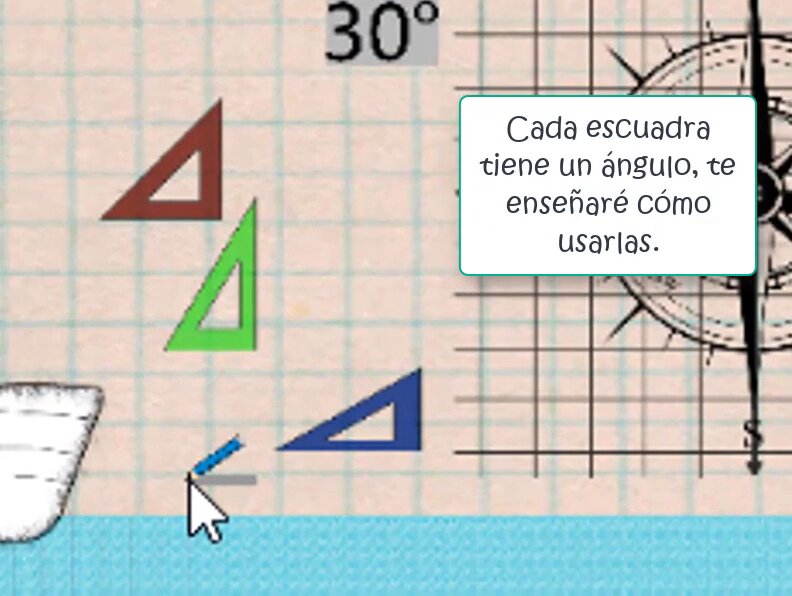 30°
Cada escuadra
tiene un ángulo, te
enseñaré cómo
usarlas.
S